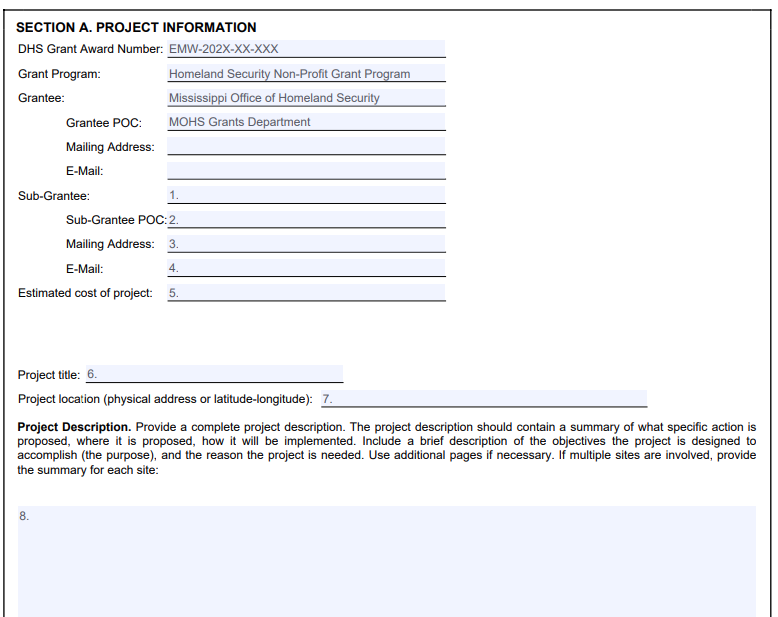 SECTION A. PROJECT INFORMATION
DHS Grant Award Number: EMW-202X-XX-XXX
Grant Program: Homeland Security Non-Profit Grant Program
Grantee: Mississippi Office of Homeland Security
Grantee POC: MOHS Grants Department
Mailing Address:
E-Mail:
Sub-Grantee: 1.
Sub-Grantee POC: 2.
Mailing Address: 3.
E-Mail: 4.
Estimated cost of project: 5.
Project title: 6.
Project location (physical address or latitude-longitude): 7.
Project Description. Provide a complete project description. The project description should contain a summary of what specific action is
proposed, where it is proposed, how it will be implemented. Include a brief description of the objectives the project is designed to
accomplish (the purpose), and the reason the project is needed. Use additional pages if necessary. If multiple sites are involved, provide
the summary for each site:
8.